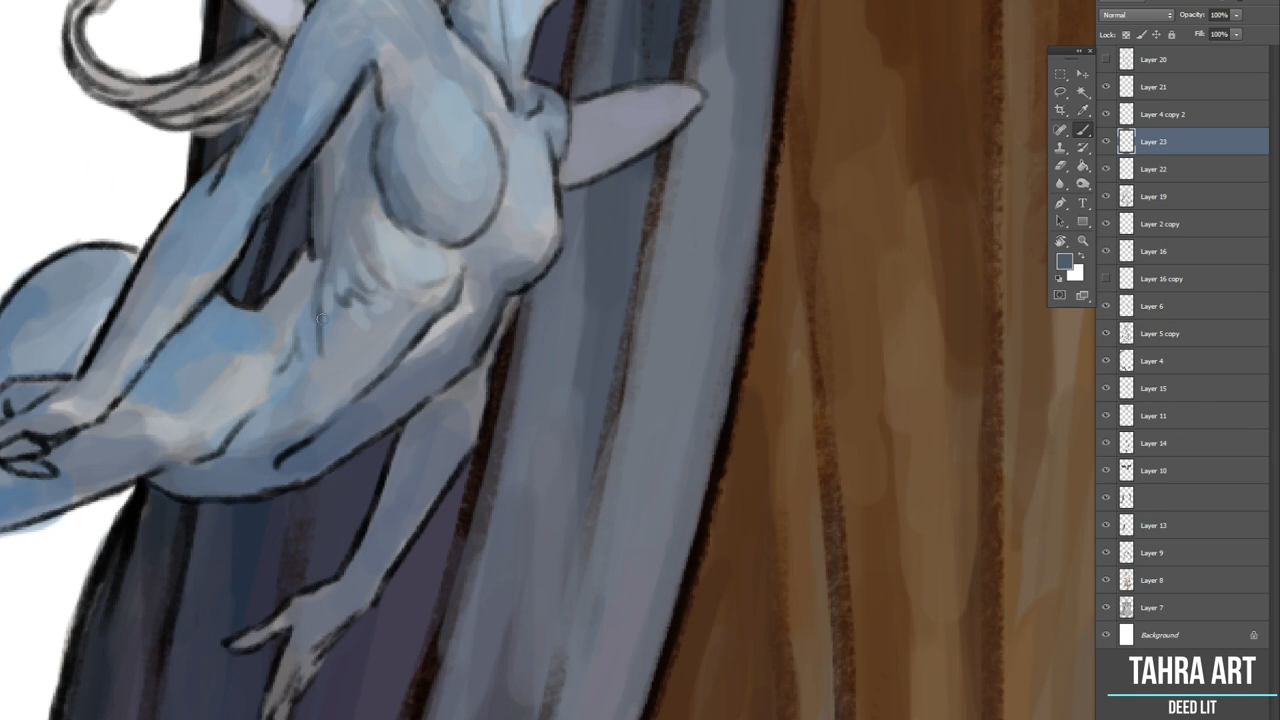 Normal
Opacity: 100%
Lock:
Fill: 100%
Layer 20
Layer 21
Layer 4 copy 2
Layer 23
Layer 22
Layer 19
Layer 2 copy
Layer 16
Layer 16 copy
Layer 6
Layer 5 copy
Layer 4
Layer 15
Layer 11
Layer 14
Layer 10
Layer 13
Layer 9
Layer 8
Layer 7
Background
TAHRA ART
DEED LIT